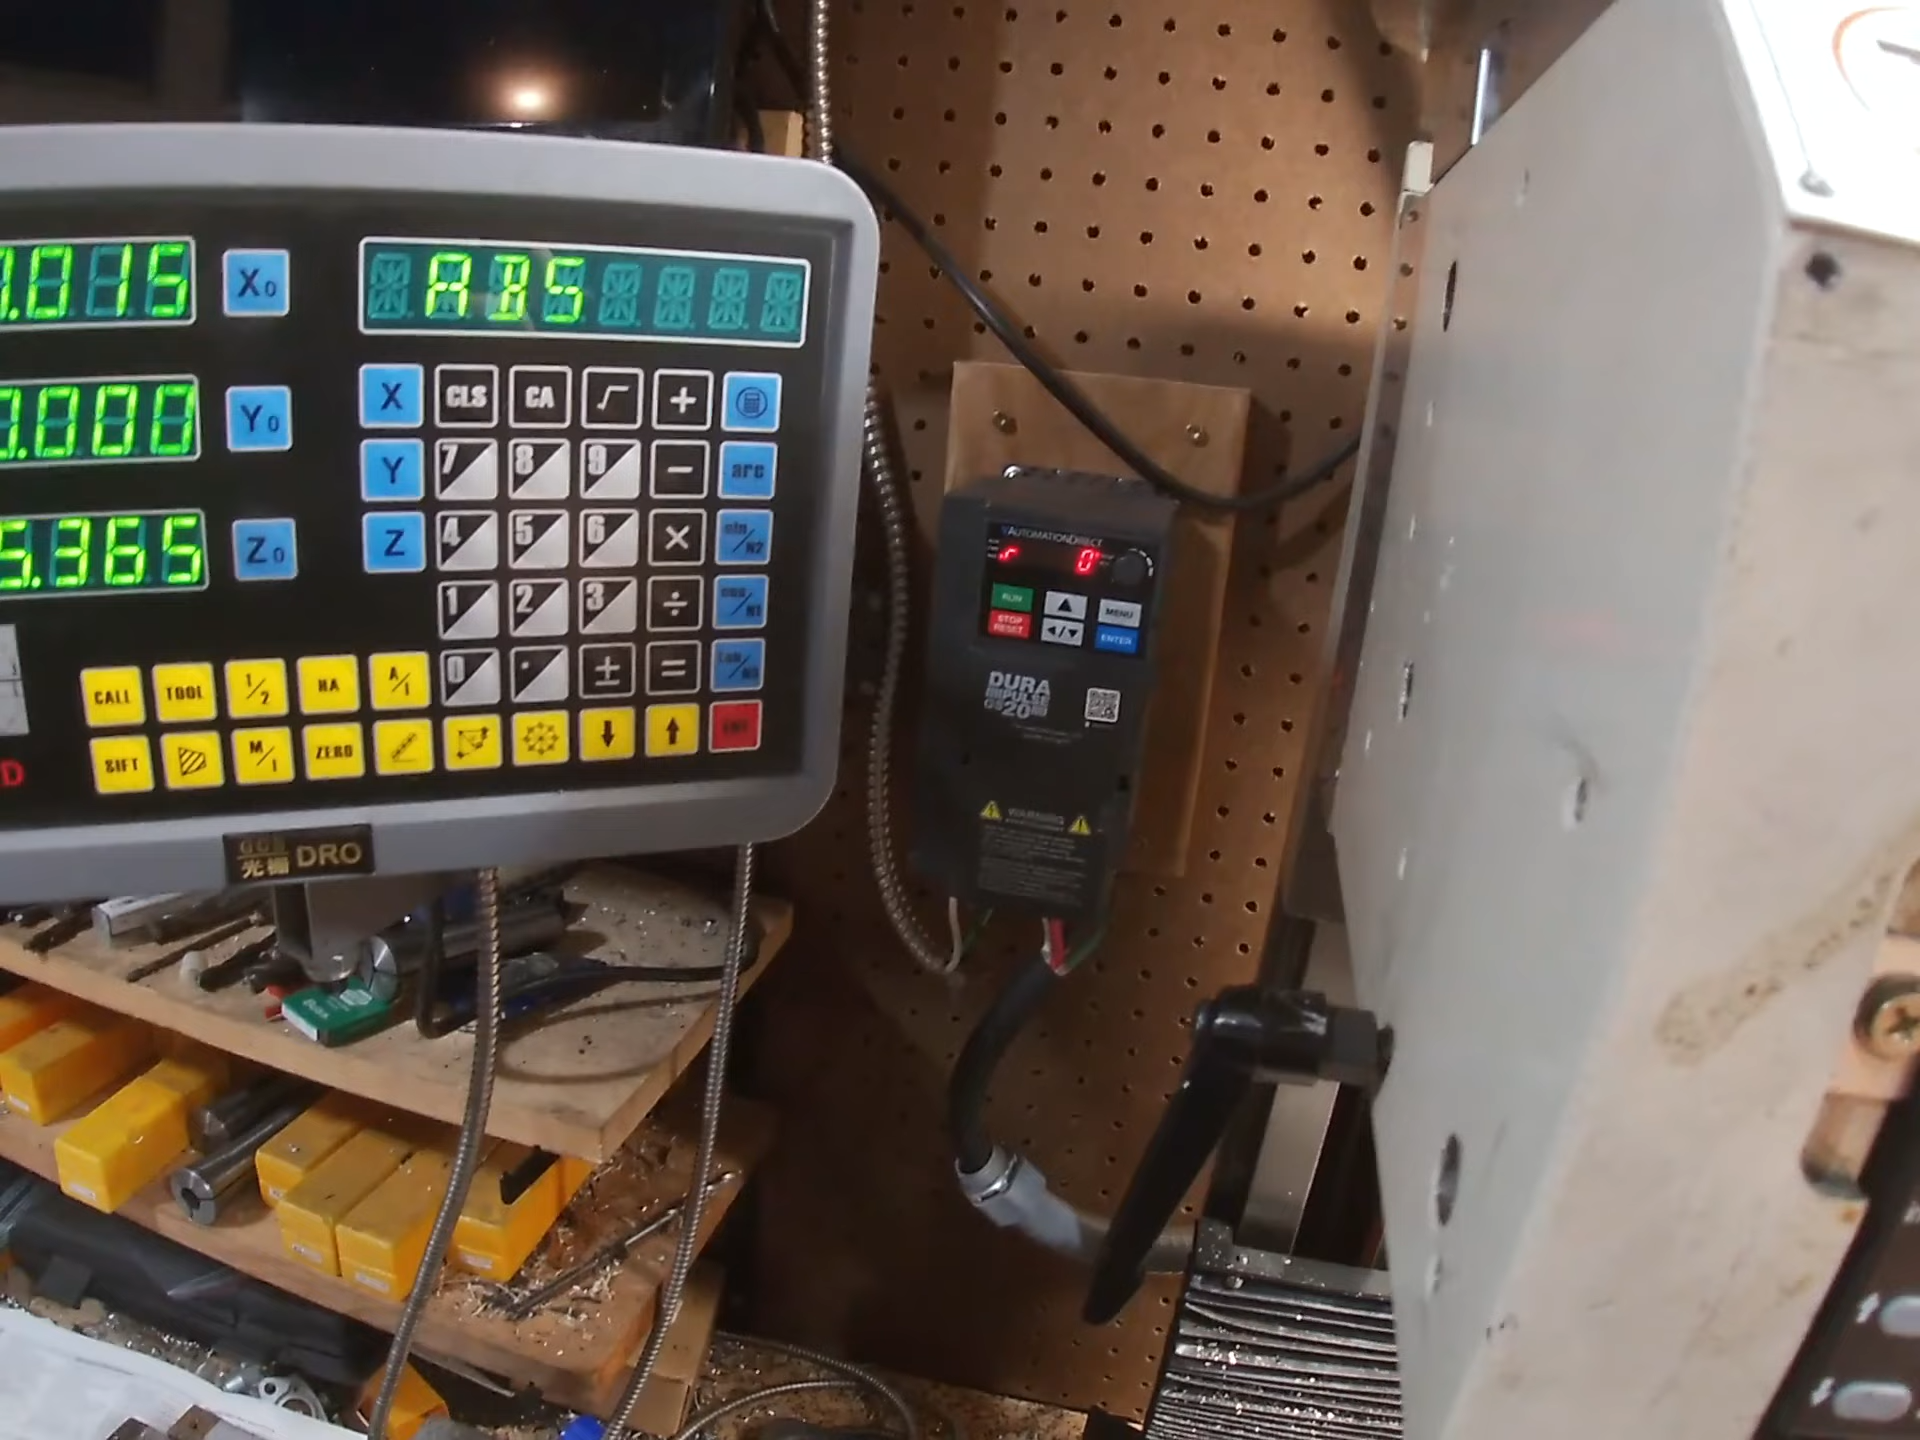 .015
X₀
ABS
.000
Y₀
5.365
Z₀
X
CLS
CA
+
Y
7
8
9
−
arc
Z
4
5
6
×
1
2
3
÷
0
.
±
=
CALL
TOOL
1/2
HA
A/I
SIFT
M/I
ZERO
D
光栅 DRO
AUTOMATIONDIRECT
r 0
RUN
STOP
RESET
MENU
ENTER
DURA
PULSE
GS20
WARNING